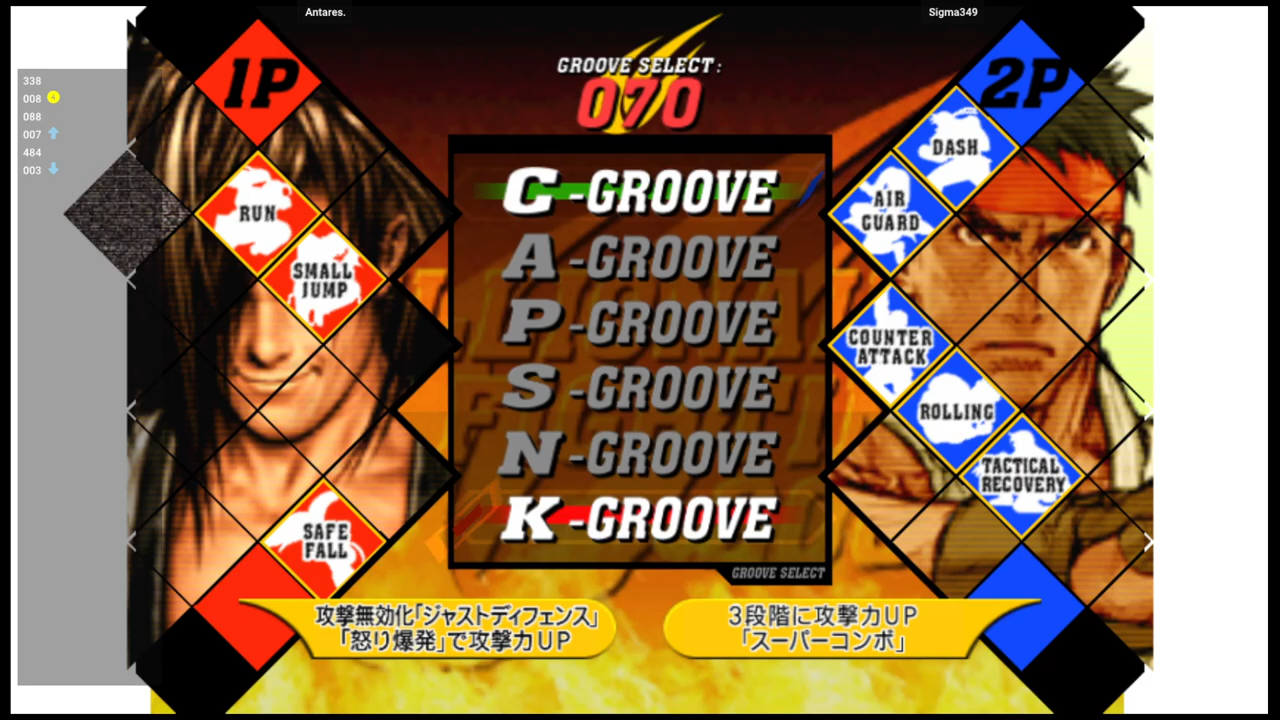 Antares.
Sigma349
338
008
088
007
484
003
1P
GROOVE SELECT:
070
2P
RUN
SMALL
JUMP
SAFE
FALL
C-GROOVE
A-GROOVE
P-GROOVE
S-GROOVE
N-GROOVE
K-GROOVE
GROOVE SELECT
DASH
AIR
GUARD
COUNTER
ATTACK
ROLLING
TACTICAL
RECOVERY
攻撃無効化「ジャストディフェンス」
「怒り爆発」で攻撃力UP
3段階に攻撃力UP
「スーパーコンボ」